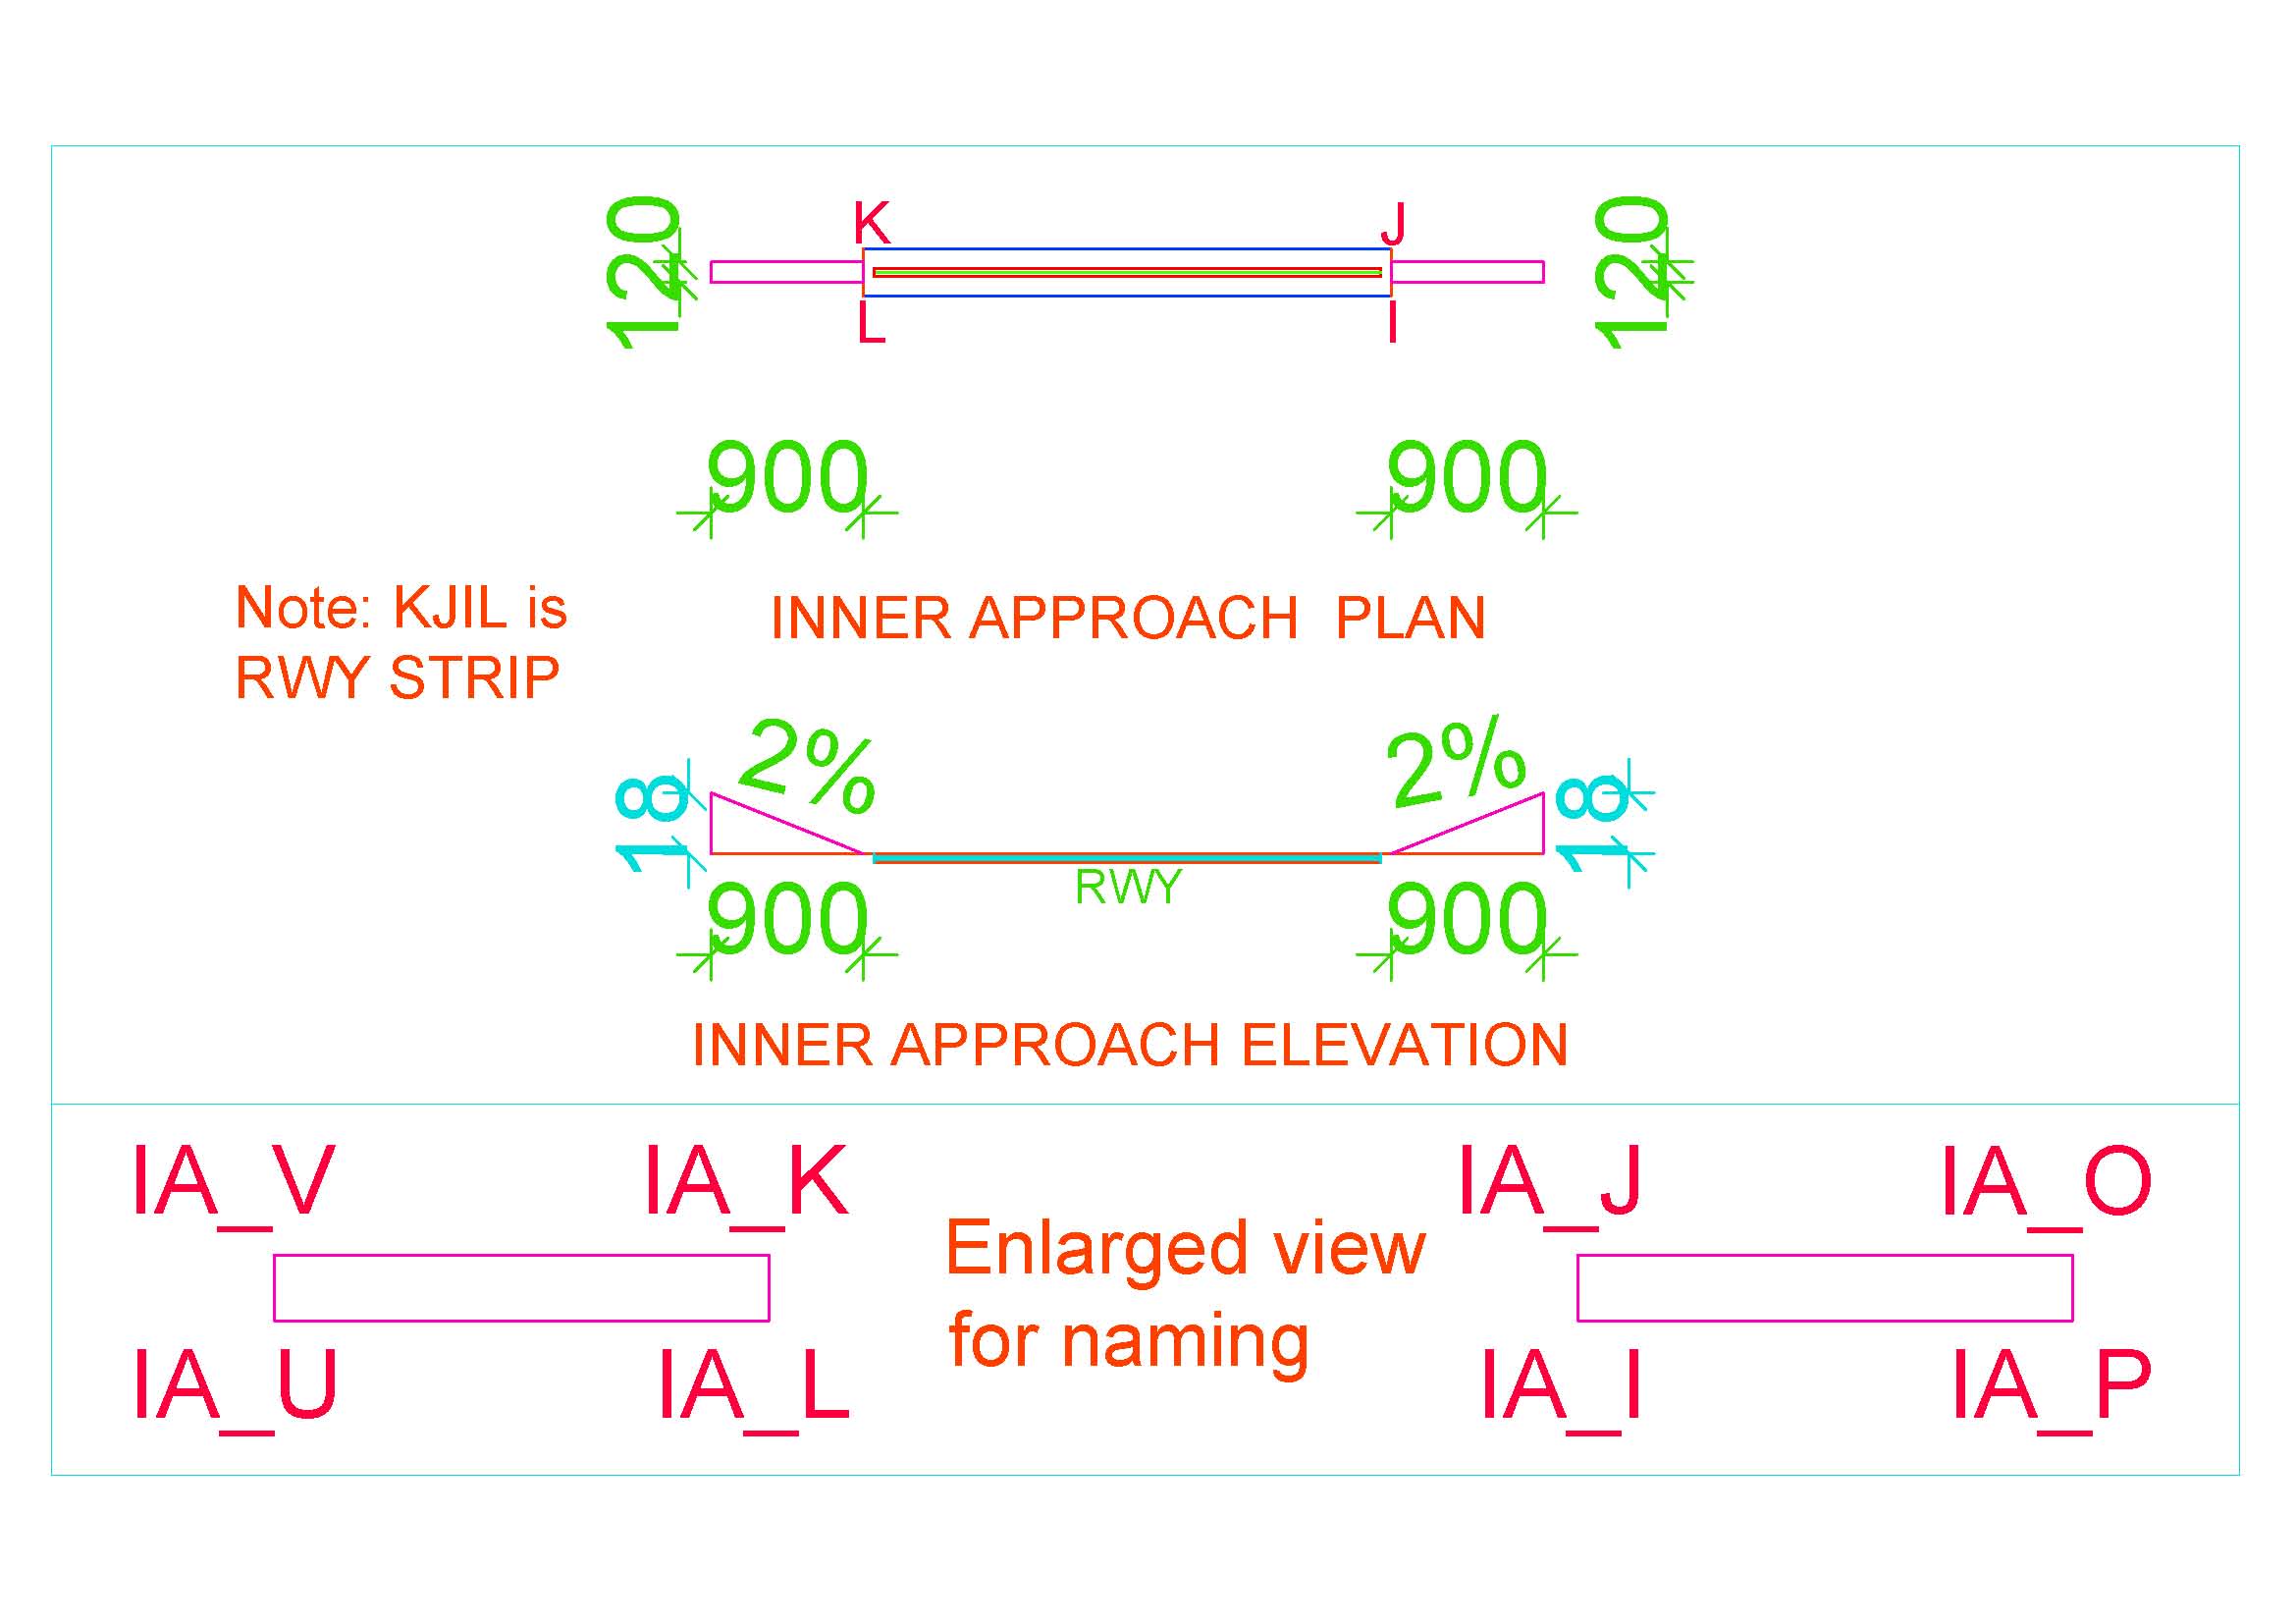 K
J
120
120
L
I
900
900
Note: KJIL is
RWY STRIP
INNER APPROACH PLAN
2%
2%
18
18
RWY
900
900
INNER APPROACH ELEVATION
IA_V
IA_K
IA_J
IA_O
Enlarged view
for naming
IA_U
IA_L
IA_I
IA_P